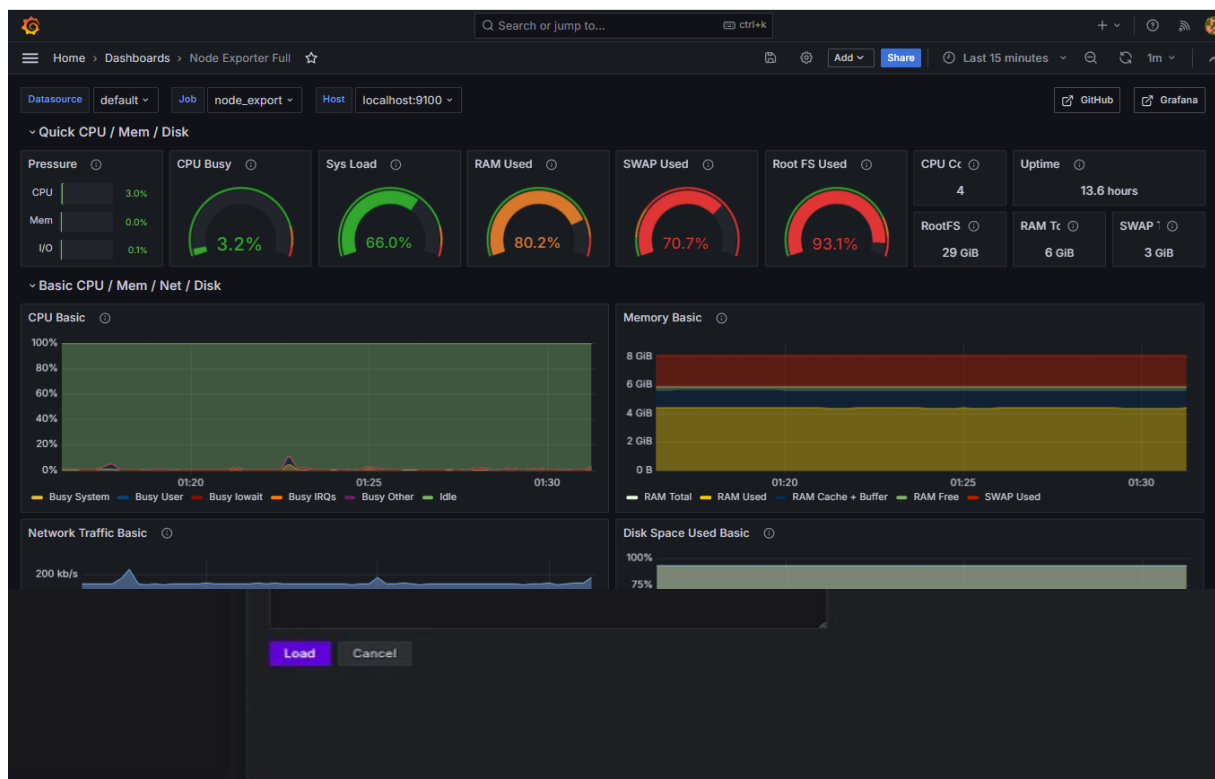 Search or jump to... ctrl+k
Home › Dashboards › Node Exporter Full Add Share Last 15 minutes 1m
Datasource default Job node_export Host localhost:9100 GitHub Grafana
Quick CPU / Mem / Disk
Pressure CPU Busy Sys Load RAM Used SWAP Used Root FS Used CPU Cc Uptime
CPU 3.0% 4 13.6 hours
Mem 0.0% RootFS RAM Tc SWAP T
I/O 0.1% 3.2% 66.0% 80.2% 70.7% 93.1% 29 GiB 6 GiB 3 GiB
Basic CPU / Mem / Net / Disk
CPU Basic
100%
80%
60%
40%
20%
0%
01:20 01:25 01:30
Busy System Busy User Busy Iowait Busy IRQs Busy Other Idle
Memory Basic
8 GiB
6 GiB
4 GiB
2 GiB
0 B
01:20 01:25 01:30
RAM Total RAM Used RAM Cache + Buffer RAM Free SWAP Used
Network Traffic Basic
200 kb/s
Disk Space Used Basic
100%
75%
Load Cancel